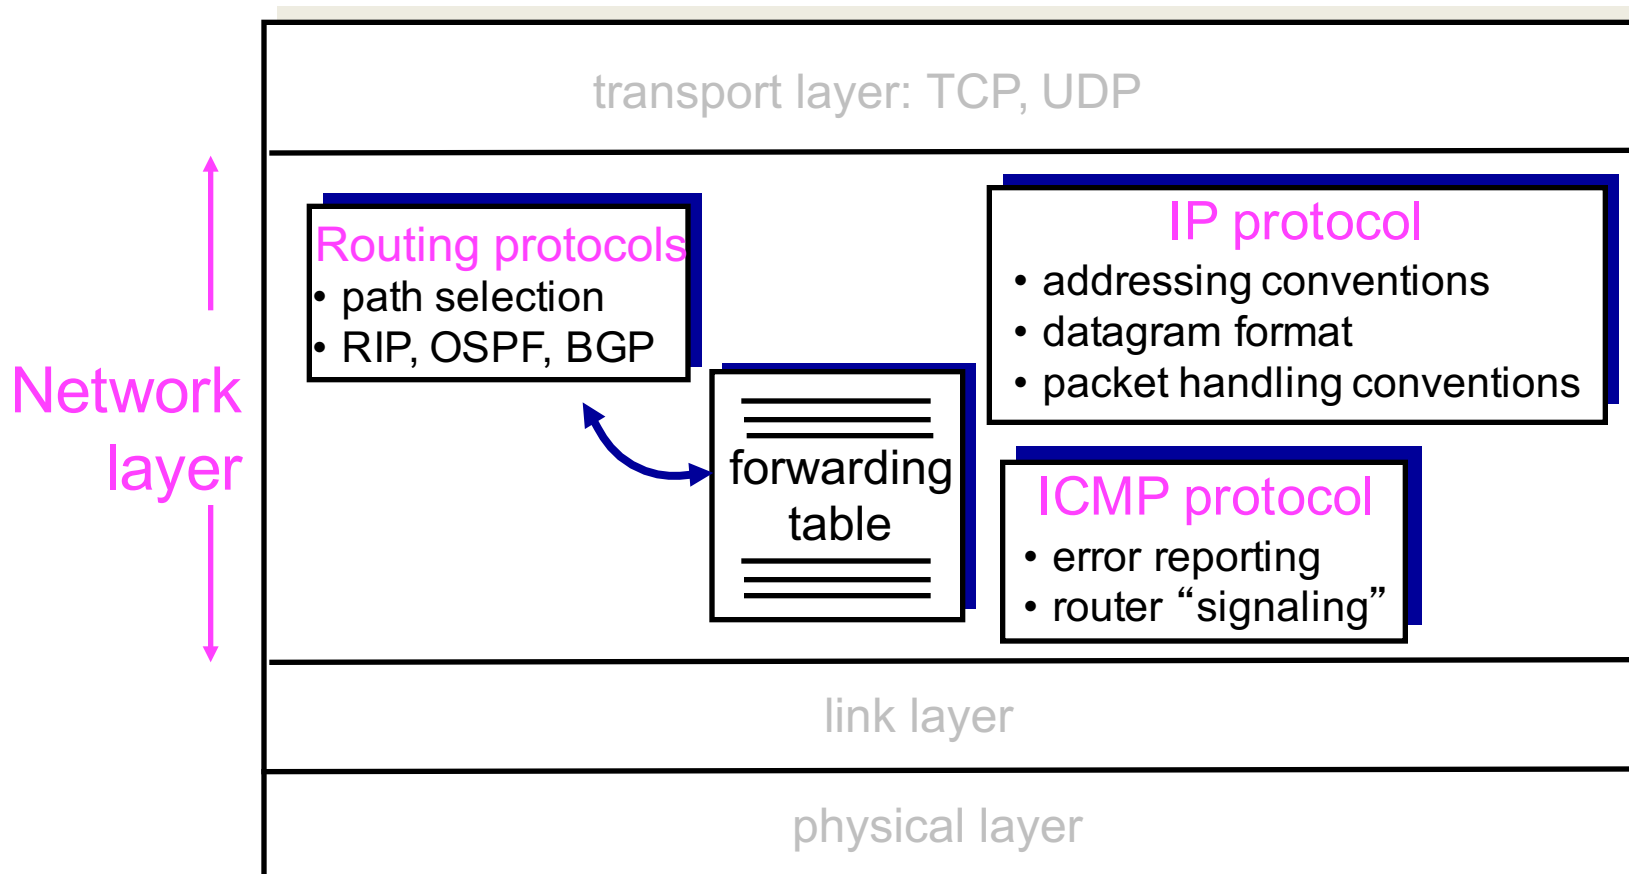 transport layer: TCP, UDP
Network
layer
Routing protocols
• path selection
• RIP, OSPF, BGP
forwarding
table
IP protocol
• addressing conventions
• datagram format
• packet handling conventions
ICMP protocol
• error reporting
• router “signaling”
link layer
physical layer